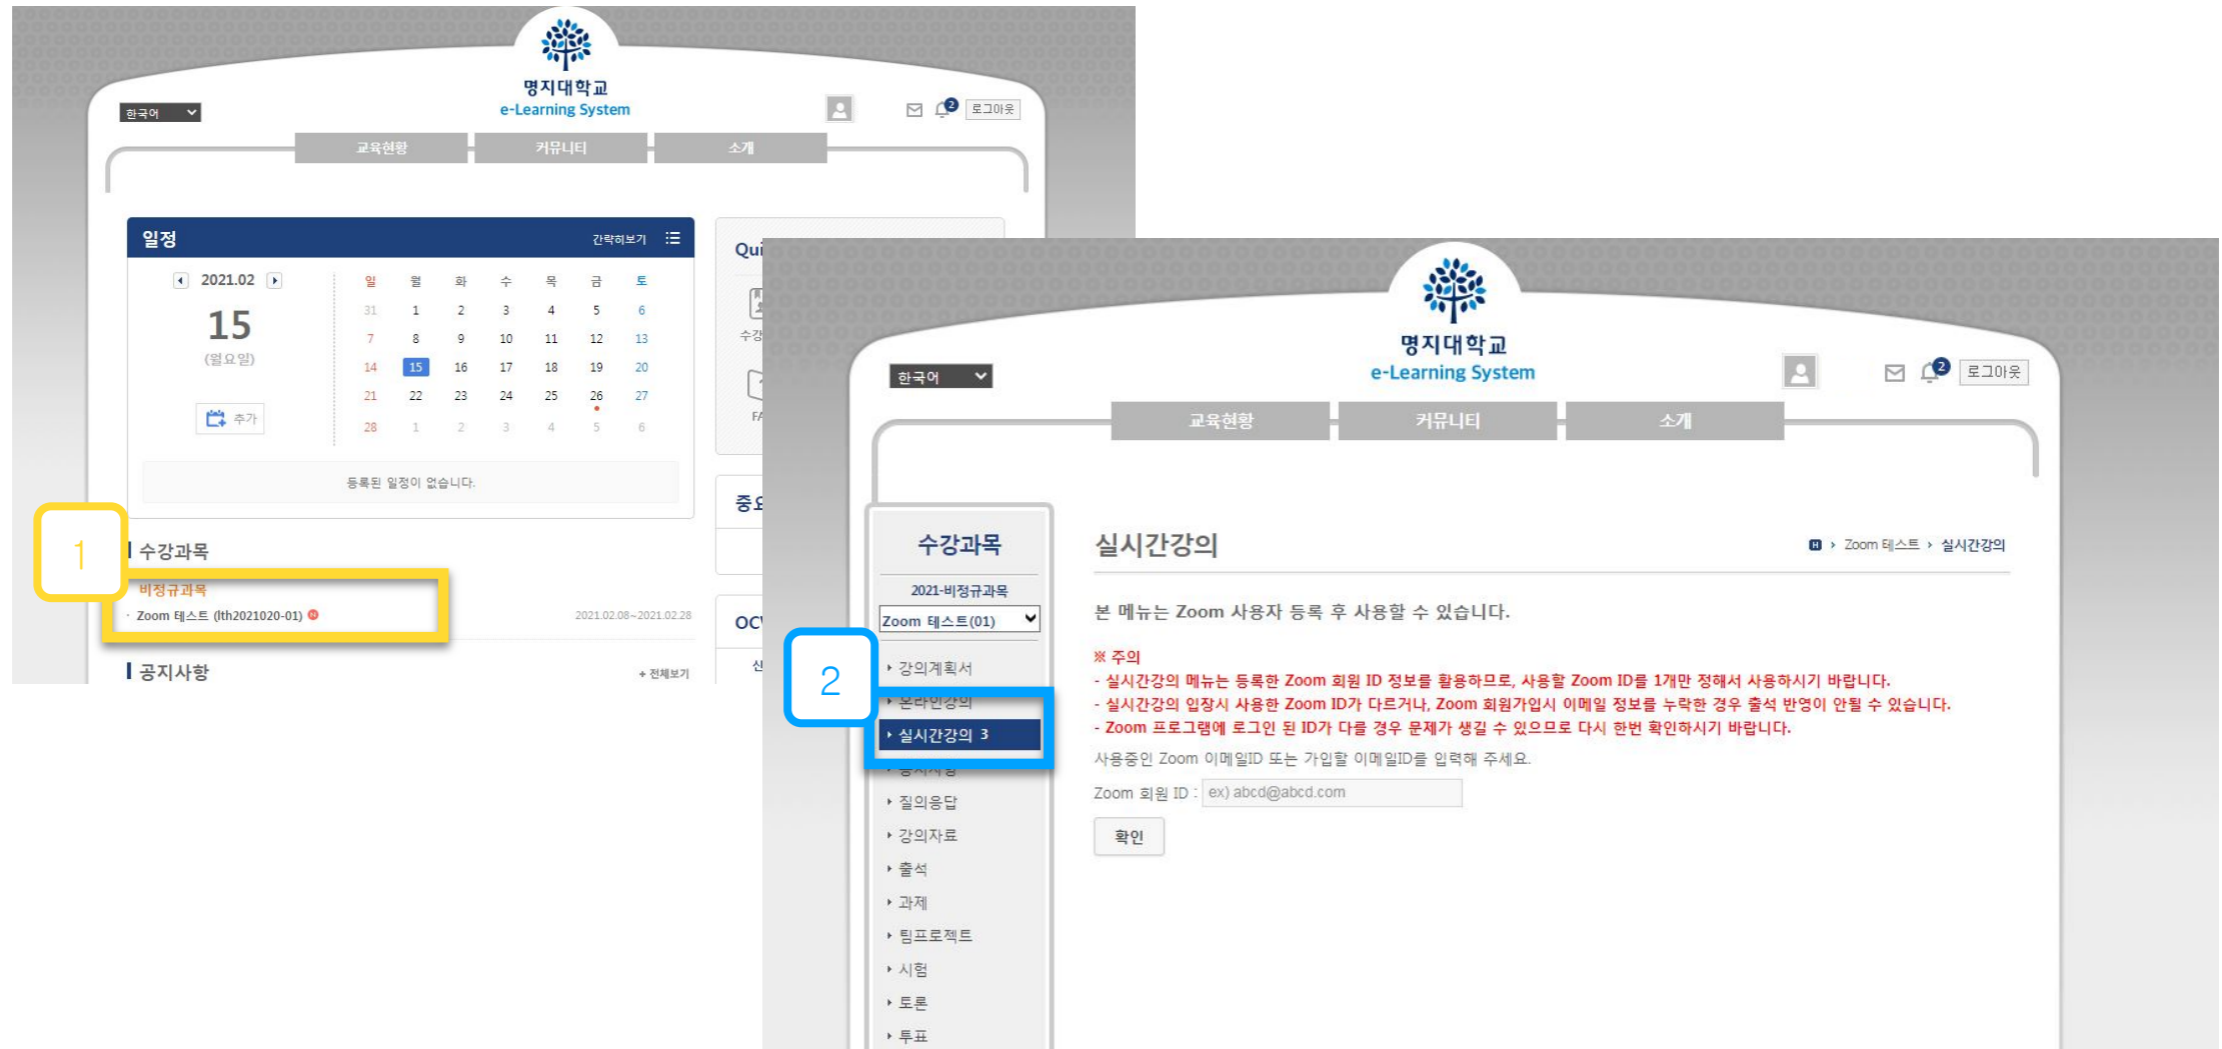 명지대학교
e-Learning System
한국어
2
로그아웃
교육현황 커뮤니티 소개
일정 간략히보기
2021.02
15
(월요일)
추가
일 월 화 수 목 금 토
31 1 2 3 4 5 6
7 8 9 10 11 12 13
14 15 16 17 18 19 20
21 22 23 24 25 26 27
28 1 2 3 4 5 6
등록된 일정이 없습니다.
1
수강과목
비정규과목
· Zoom 테스트 (lth2021020-01) N 2021.02.08~2021.02.28
공지사항 + 전체보기
명지대학교
e-Learning System
한국어
2
로그아웃
교육현황 커뮤니티 소개
수강과목
2021-비정규과목
Zoom 테스트(01)
2
강의계획서
온라인강의
실시간강의 3
공지사항
질의응답
강의자료
출석
과제
팀프로젝트
시험
토론
투표
실시간강의
H › Zoom 테스트 › 실시간강의
본 메뉴는 Zoom 사용자 등록 후 사용할 수 있습니다.
※ 주의
- 실시간강의 메뉴는 등록한 Zoom 회원 ID 정보를 활용하므로, 사용할 Zoom ID를 1개만 정해서 사용하시기 바랍니다.
- 실시간강의 입장시 사용한 Zoom ID가 다르거나, Zoom 회원가입시 이메일 정보를 누락한 경우 출석 반영이 안될 수 있습니다.
- Zoom 프로그램에 로그인 된 ID가 다를 경우 문제가 생길 수 있으므로 다시 한번 확인하시기 바랍니다.
사용중인 Zoom 이메일ID 또는 가입할 이메일ID를 입력해 주세요.
Zoom 회원 ID : ex) abcd@abcd.com
확인